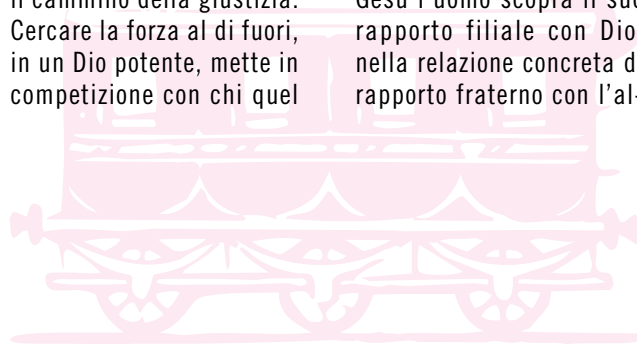 il cammino della giustizia.
Cercare la forza al di fuori,
in un Dio potente, mette in
competizione con chi quel
Gesù l'uomo scopra il suo
rapporto filiale con Dio
nella relazione concreta d
rapporto fraterno con l'al-